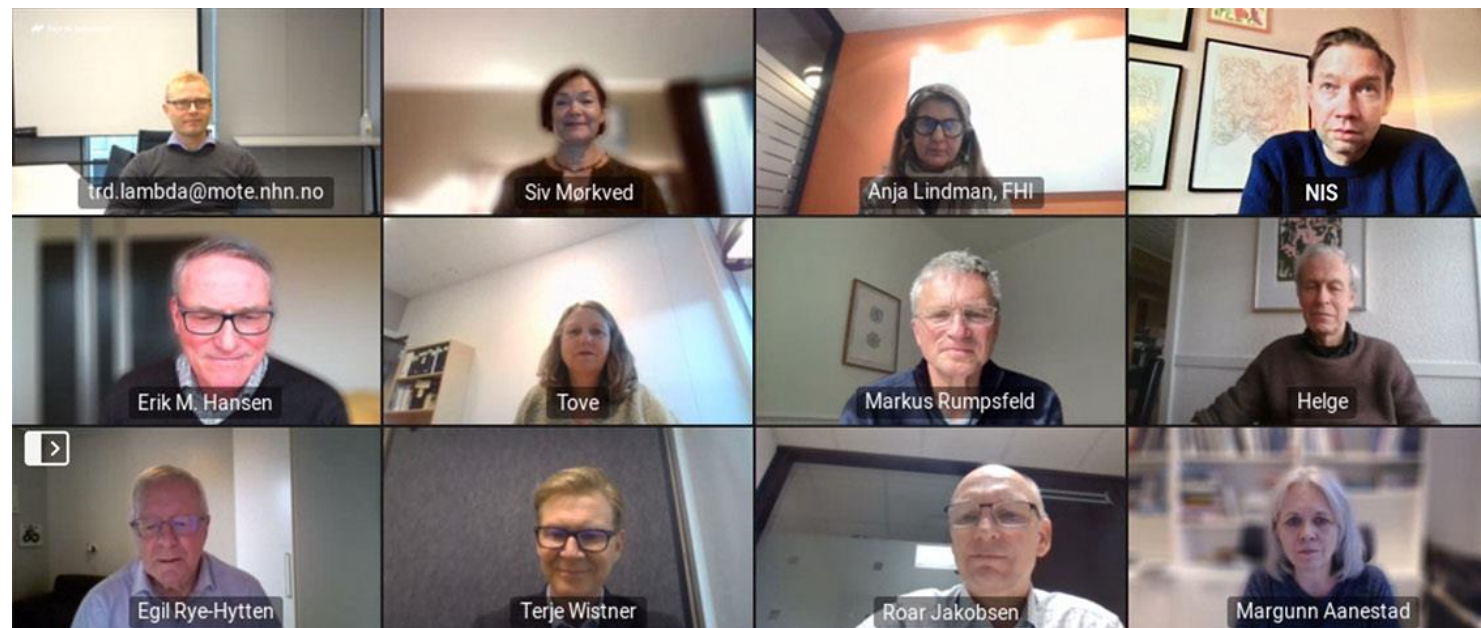 trd.lambda@mote.nhn.no
Siv Mørkved
Anja Lindman, FHI
NIS
Erik M. Hansen
Tove
Markus Rumpsfeld
Helge
Egil Rye-Hytten
Terje Wistner
Roar Jakobsen
Margunn Aanestad